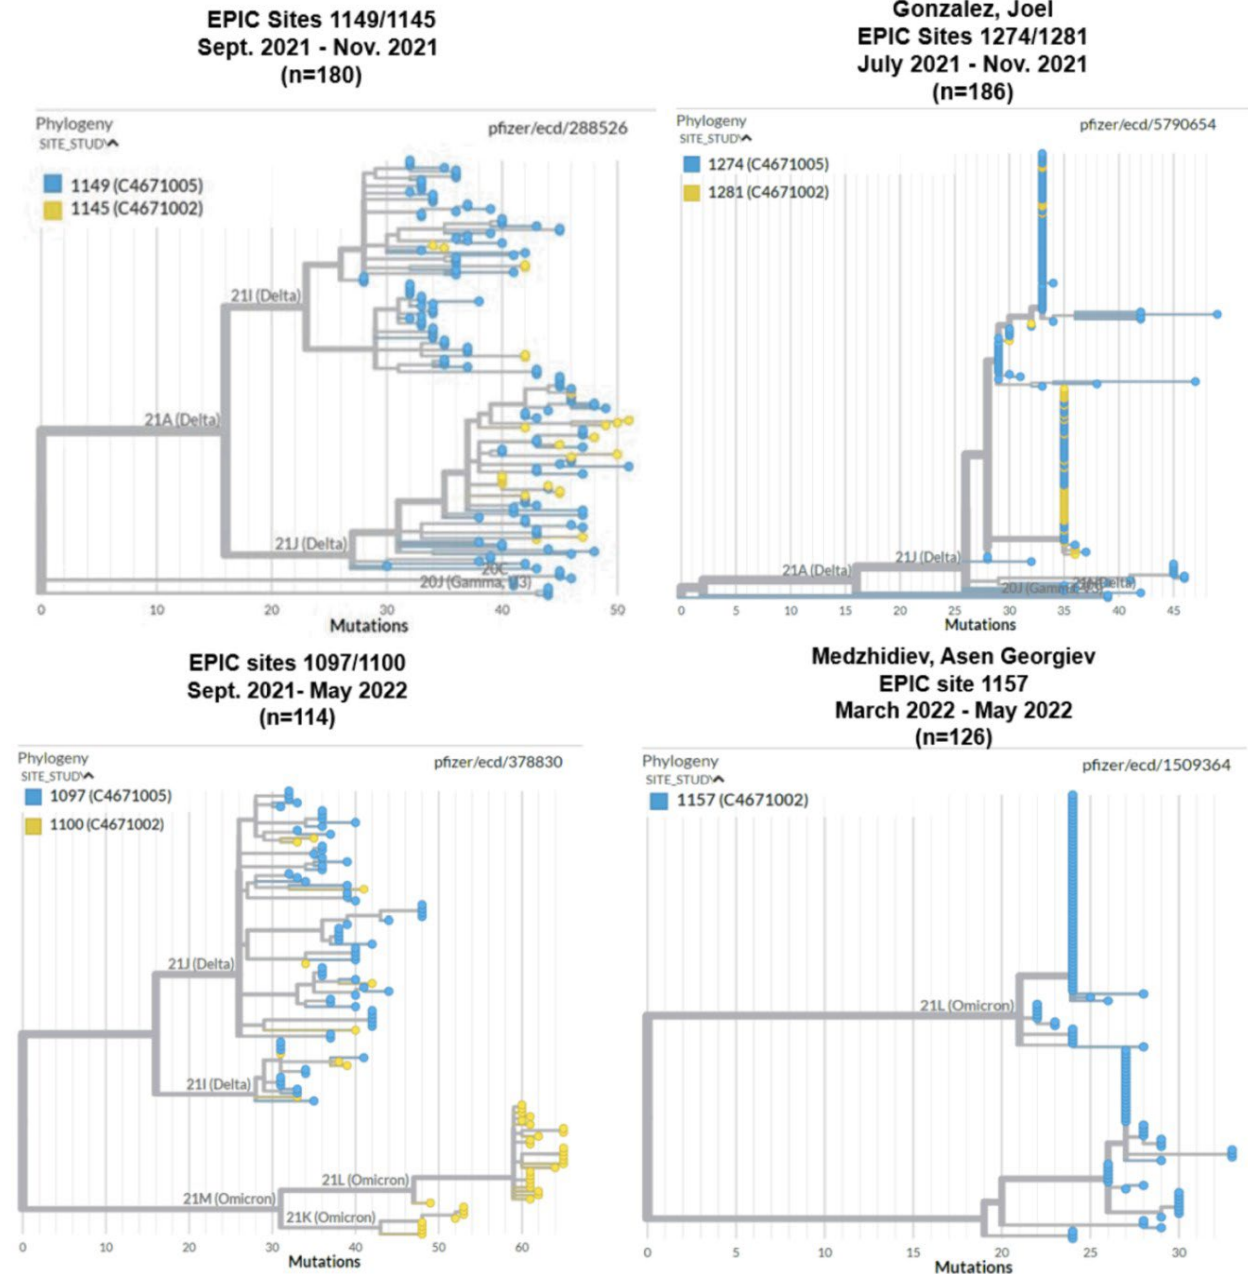 EPIC Sites 1149/1145
Sept. 2021 - Nov. 2021
(n=180)
Phylogeny
pfizer/ecd/288526
SITE_STUDY
1149 (C4671005)
1145 (C4671002)
21I (Delta)
21A (Delta)
21J (Delta)
20C
20J (Gamma, V3)
0 10 20 30 40 50
Mutations
Gonzalez, Joel
EPIC Sites 1274/1281
July 2021 - Nov. 2021
(n=186)
Phylogeny
pfizer/ecd/5790654
SITE_STUDY
1274 (C4671005)
1281 (C4671002)
21J (Delta)
21A (Delta)
20J (Gamma,
0 5 10 15 20 25 30 35 40 45
Mutations
EPIC sites 1097/1100
Sept. 2021- May 2022
(n=114)
Phylogeny
pfizer/ecd/378830
SITE_STUDY
1097 (C4671005)
1100 (C4671002)
21J (Delta)
21I (Delta)
21L (Omicron)
21M (Omicron)
21K (Omicron)
0 10 20 30 40 50 60
Mutations
Medzhidiev, Asen Georgiev
EPIC site 1157
March 2022 - May 2022
(n=126)
Phylogeny
pfizer/ecd/1509364
SITE_STUDY
1157 (C4671002)
21L (Omicron)
0 5 10 15 20 25 30
Mutations